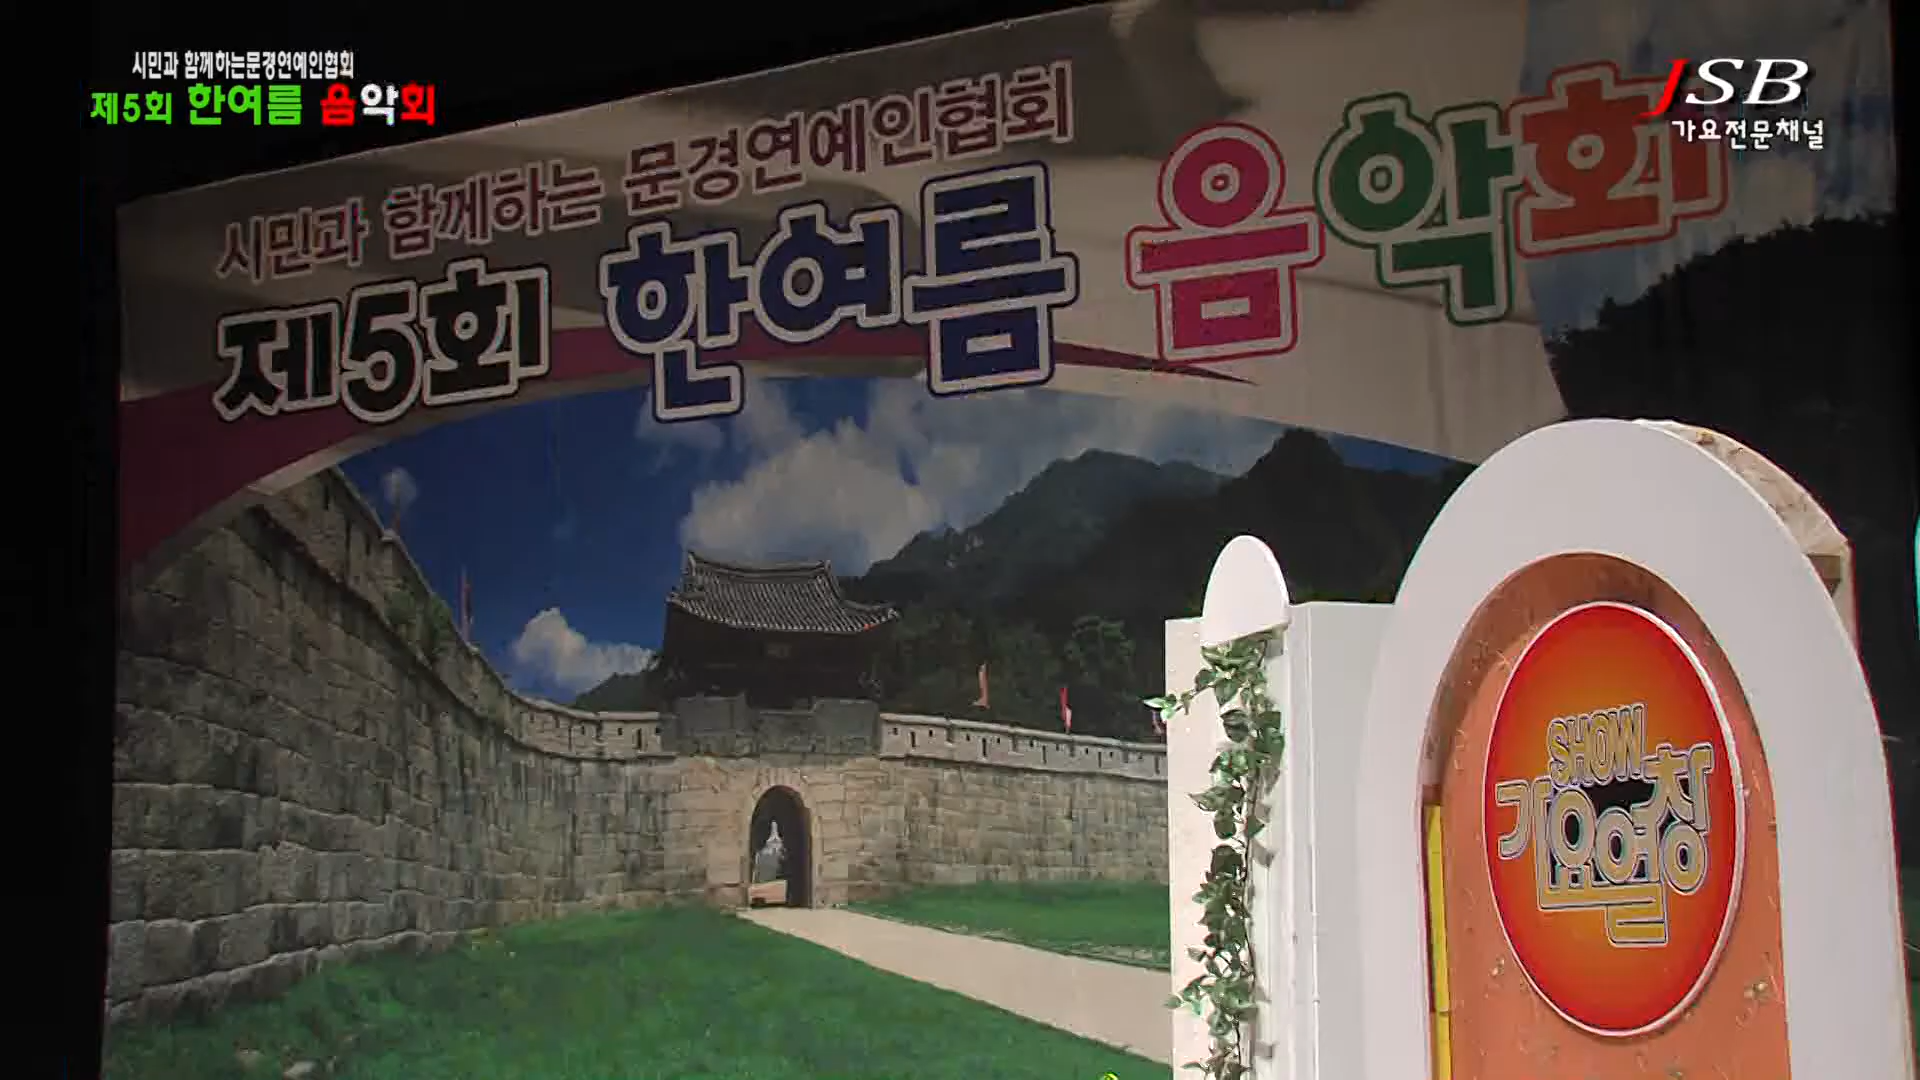 시민과 함께하는문경연예인협회
제5회 한여름 음악회
JSB
가요전문채널
시민과 함께하는 문경연예인협회
제5회 한여름 음악회
SHOW
가요열창